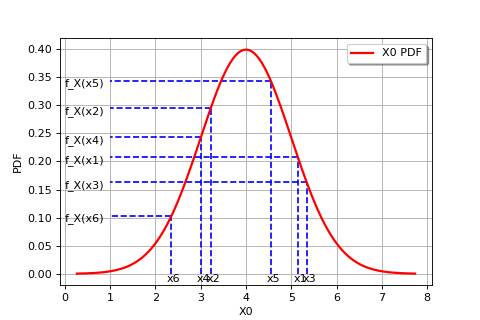 X0 PDF
0.40
0.35
0.30
0.25
0.20
0.15
0.10
0.05
0.00
PDF
f_X(x5)
f_X(x2)
f_X(x4)
f_X(x1)
f_X(x3)
f_X(x6)
x6 x4 x2 x5 x1 x3
0 1 2 3 4 5 6 7 8
X0